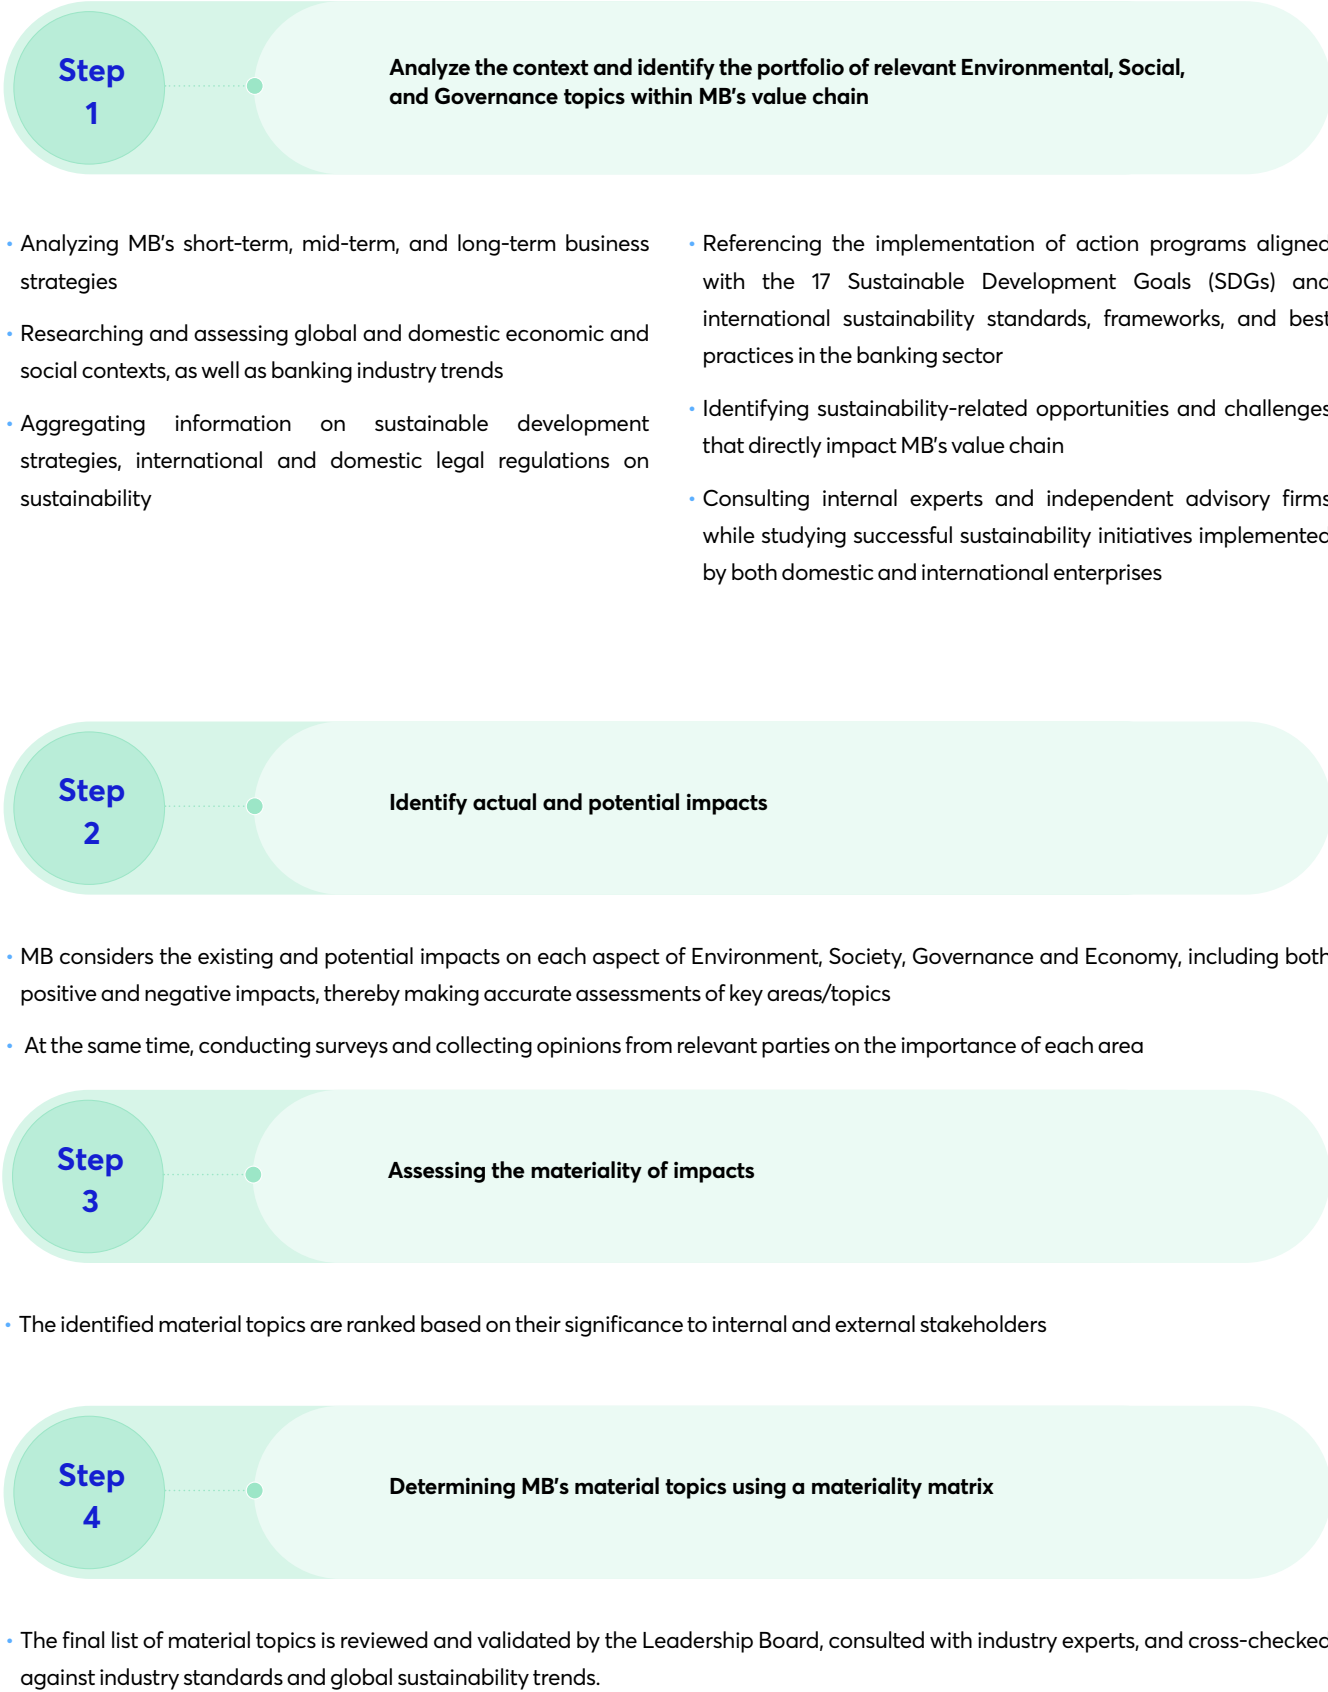 Step
1
Analyze the context and identify the portfolio of relevant Environmental, Social,
and Governance topics within MB's value chain
• Analyzing MB's short-term, mid-term, and long-term business
strategies
• Researching and assessing global and domestic economic and
social contexts, as well as banking industry trends
• Aggregating information on sustainable development
strategies, international and domestic legal regulations on
sustainability
• Referencing the implementation of action programs aligned
with the 17 Sustainable Development Goals (SDGs) and
international sustainability standards, frameworks, and best
practices in the banking sector
• Identifying sustainability-related opportunities and challenges
that directly impact MB's value chain
• Consulting internal experts and independent advisory firms
while studying successful sustainability initiatives implemented
by both domestic and international enterprises
Step
2
Identify actual and potential impacts
• MB considers the existing and potential impacts on each aspect of Environment, Society, Governance and Economy, including both
positive and negative impacts, thereby making accurate assessments of key areas/topics
• At the same time, conducting surveys and collecting opinions from relevant parties on the importance of each area
Step
3
Assessing the materiality of impacts
• The identified material topics are ranked based on their significance to internal and external stakeholders
Step
4
Determining MB's material topics using a materiality matrix
• The final list of material topics is reviewed and validated by the Leadership Board, consulted with industry experts, and cross-checked
against industry standards and global sustainability trends.